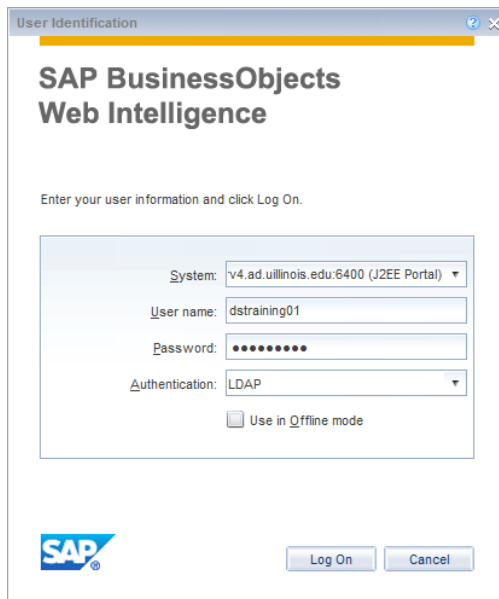 User Identification
SAP BusinessObjects
Web Intelligence
Enter your user information and click Log On.
System: v4.ad.uillinois.edu:6400 (J2EE Portal)
User name: dstraining01
Password: ●●●●●●●●●
Authentication: LDAP
Use in Offline mode
SAP®
Log On Cancel